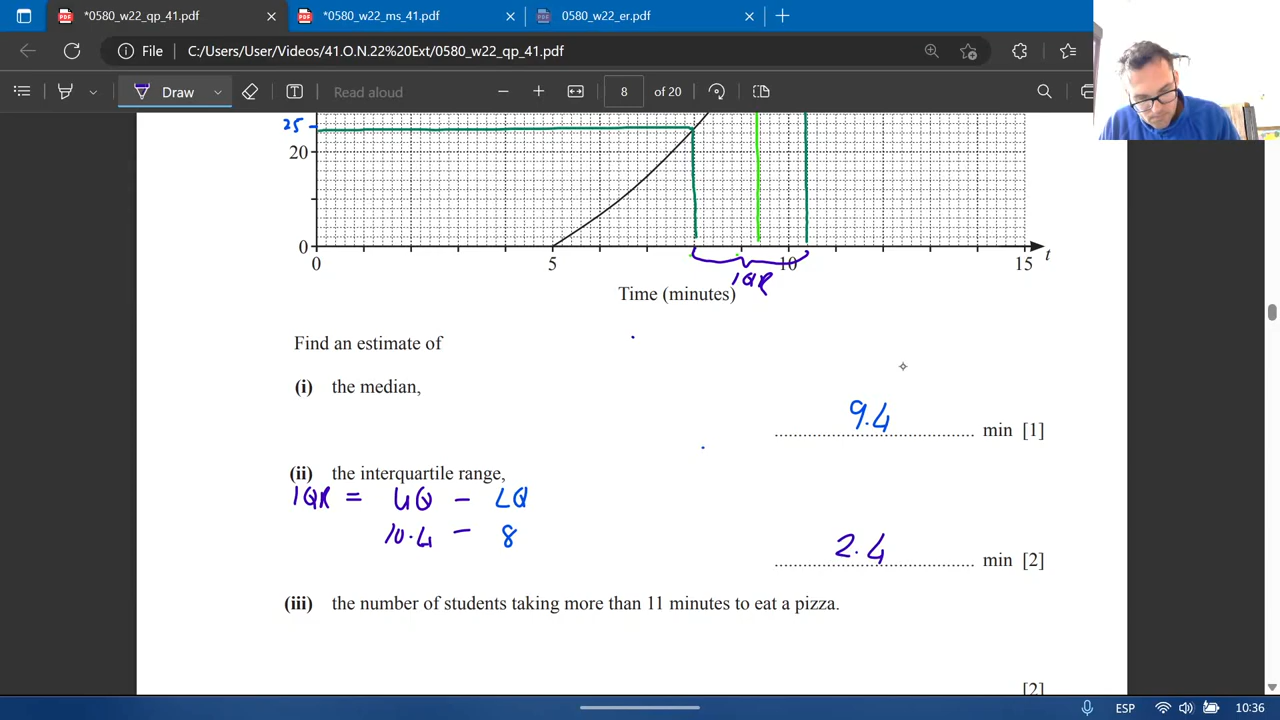 *0580_w22_qp_41.pdf
*0580_w22_ms_41.pdf
0580_w22_er.pdf
File
C:/Users/User/Videos/41.O.N.22%20Ext/0580_w22_qp_41.pdf
Draw
Read aloud
8 of 20
25
20
0
0 5 10 15 t
IQR
Time (minutes)
Find an estimate of
(i) the median,
9.4
min [1]
(ii) the interquartile range,
IQR = UQ - LQ
10.4 - 8
2.4
min [2]
(iii) the number of students taking more than 11 minutes to eat a pizza.
[2]
ESP
10:36